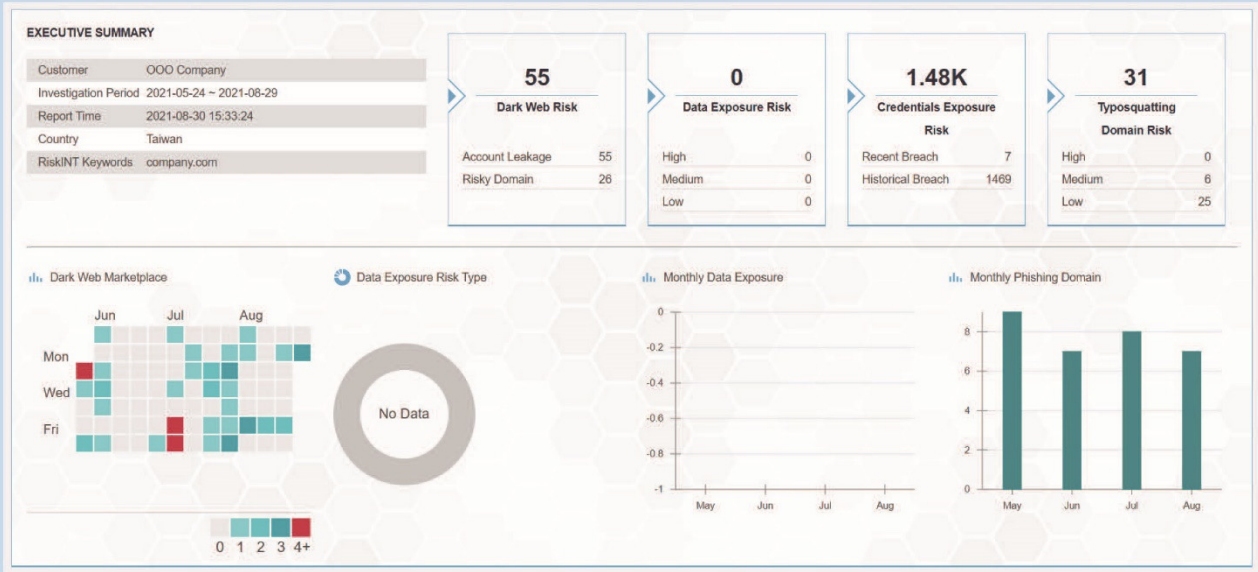 EXECUTIVE SUMMARY
Customer OOO Company
Investigation Period 2021-05-24 ~ 2021-08-29
Report Time 2021-08-30 15:33:24
Country Taiwan
RiskINT Keywords company.com
55
Dark Web Risk
Account Leakage 55
Risky Domain 26
0
Data Exposure Risk
High 0
Medium 0
Low 0
1.48K
Credentials Exposure
Risk
Recent Breach 7
Historical Breach 1469
31
Typosquatting
Domain Risk
High 0
Medium 6
Low 25
Dark Web Marketplace
Jun Jul Aug
Mon
Wed
Fri
0 1 2 3 4+
Data Exposure Risk Type
No Data
Monthly Data Exposure
0
-0.2
-0.4
-0.6
-0.8
-1
May Jun Jul Aug
Monthly Phishing Domain
8
6
4
2
0
May Jun Jul Aug